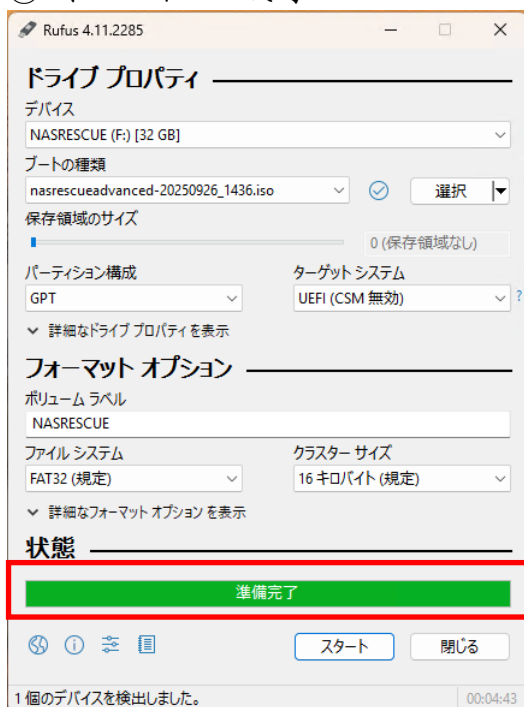 Rufus 4.11.2285
ドライブ プロパティ
デバイス
NASRESCUE (F:) [32 GB]
ブートの種類
nasrescueadvanced-20250926_1436.iso
選択
保存領域のサイズ
0 (保存領域なし)
パーティション構成 ターゲット システム
GPT UEFI (CSM 無効) ?
詳細なドライブ プロパティを表示
フォーマット オプション
ボリューム ラベル
NASRESCUE
ファイル システム クラスター サイズ
FAT32 (規定) 16 キロバイト (規定)
詳細なフォーマット オプション を表示
状態
準備完了
スタート 閉じる
1 個のデバイスを検出しました。 00:04:43